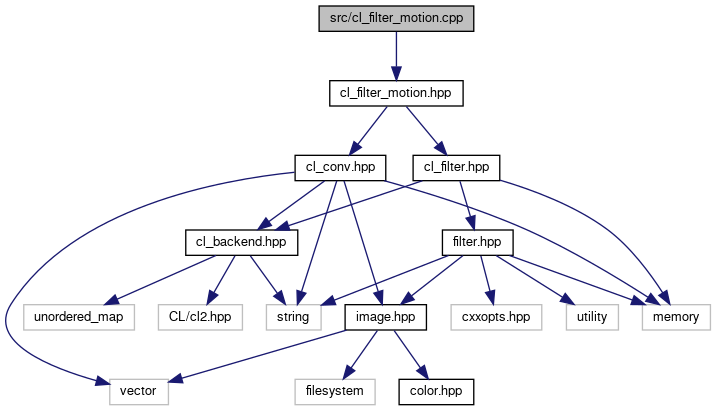 src/cl_filter_motion.cpp
cl_filter_motion.hpp
cl_conv.hpp
cl_filter.hpp
cl_backend.hpp
filter.hpp
unordered_map
CL/cl2.hpp
string
image.hpp
cxxopts.hpp
utility
memory
vector
filesystem
color.hpp